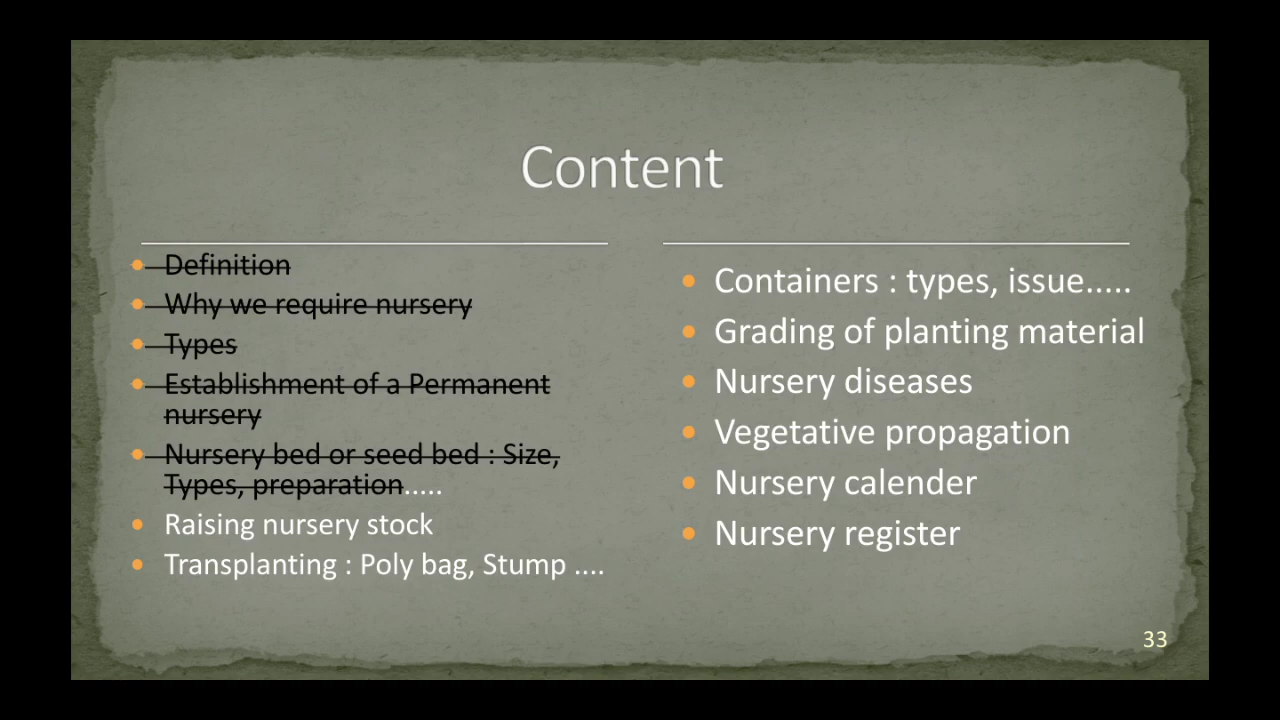 Content
Definition
Why we require nursery
Types
Establishment of a Permanent
nursery
Nursery bed or seed bed : Size,
Types, preparation.....
Raising nursery stock
Transplanting : Poly bag, Stump ....
Containers : types, issue.....
Grading of planting material
Nursery diseases
Vegetative propagation
Nursery calender
Nursery register
33